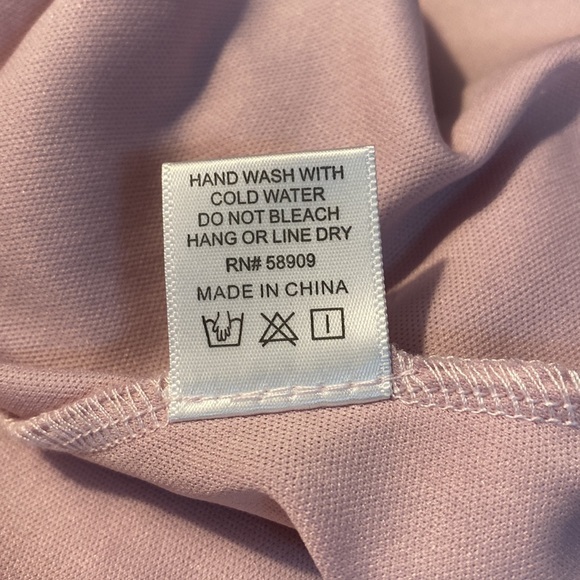 HAND WASH WITH
COLD WATER
DO NOT BLEACH
HANG OR LINE DRY
RN# 58909
MADE IN CHINA